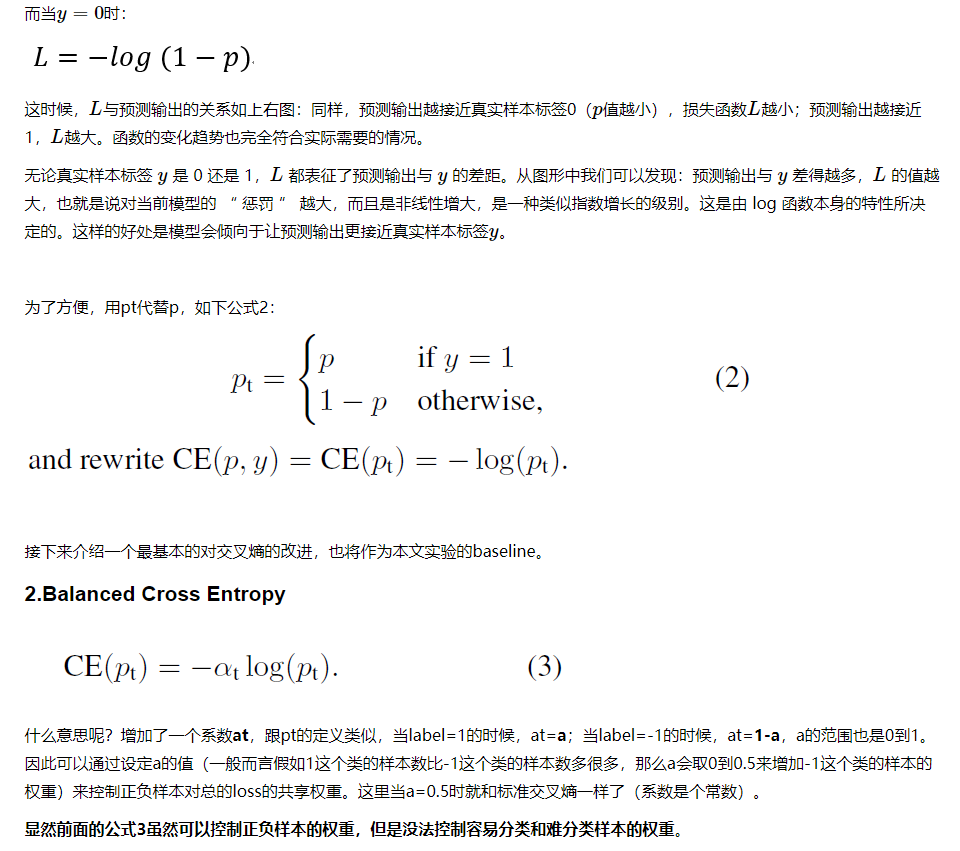 而当y = 0时：
L = −log (1 − p)
这时候，L与预测输出的关系如上右图：同样，预测输出越接近真实样本标签0（p值越小），损失函数L越小；预测输出越接近
1，L越大。函数的变化趋势也完全符合实际需要的情况。
无论真实样本标签 y 是 0 还是 1，L 都表征了预测输出与 y 的差距。从图形中我们可以发现：预测输出与 y 差得越多，L 的值越
大，也就是说对当前模型的 “ 惩罚 ” 越大，而且是非线性增大，是一种类似指数增长的级别。这是由 log 函数本身的特性所决
定的。这样的好处是模型会倾向于让预测输出更接近真实样本标签y。
为了方便，用pt代替p，如下公式2：
p if y = 1
pt = { (2)
1 − p otherwise,
and rewrite CE(p, y) = CE(pt) = − log(pt).
接下来介绍一个最基本的对交叉熵的改进，也将作为本文实验的baseline。
2.Balanced Cross Entropy
CE(pt) = −αt log(pt). (3)
什么意思呢？增加了一个系数at，跟pt的定义类似，当label=1的时候，at=a；当label=-1的时候，at=1-a，a的范围也是0到1。
因此可以通过设定a的值（一般而言假如1这个类的样本数比-1这个类的样本数多很多，那么a会取0到0.5来增加-1这个类的样本的
权重）来控制正负样本对总的loss的共享权重。这里当a=0.5时就和标准交叉熵一样了（系数是个常数）。
显然前面的公式3虽然可以控制正负样本的权重，但是没法控制容易分类和难分类样本的权重。